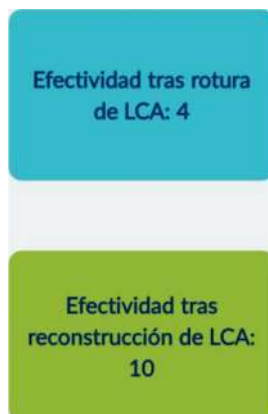 Efectividad tras rotura
de LCA: 4
Efectividad tras
reconstrucción de LCA:
10